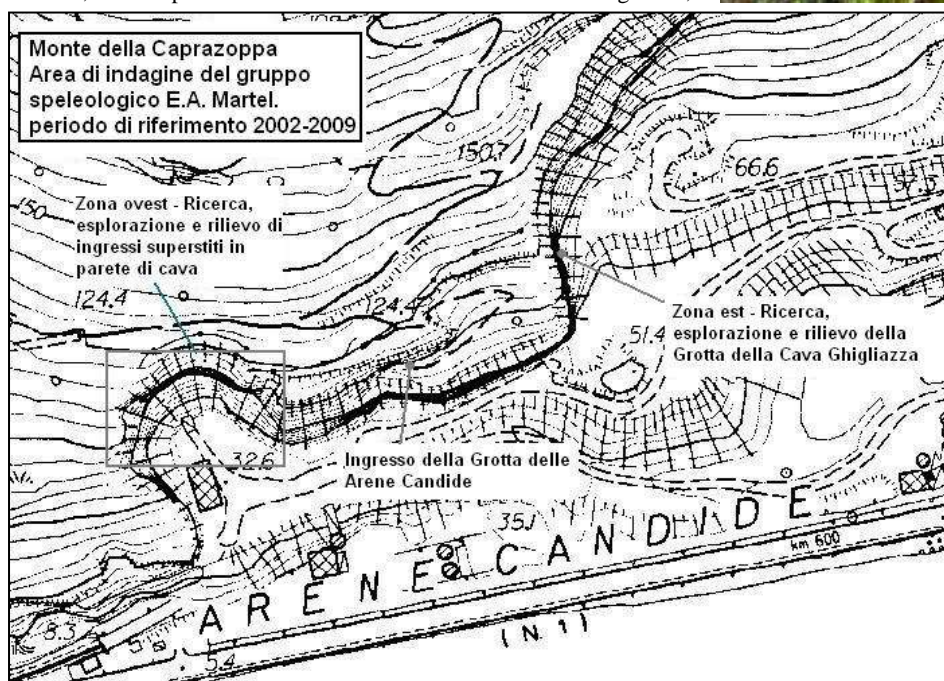 Monte della Caprazoppa
Area di indagine del gruppo
speleologico E.A. Martel.
periodo di riferimento 2002-2009
150.7
66.6
Zona ovest - Ricerca,
esplorazione e rilievo di
ingressi superstiti in
parete di cava
150
124.4
124.4
Zona est - Ricerca,
esplorazione e rilievo della
Grotta della Cava Ghigliazza
51.4
32.6
Ingresso della Grotta delle
Arene Candide
35.1
ARENE CANDIDE
km 600
(N. 1)
8.3
5.4